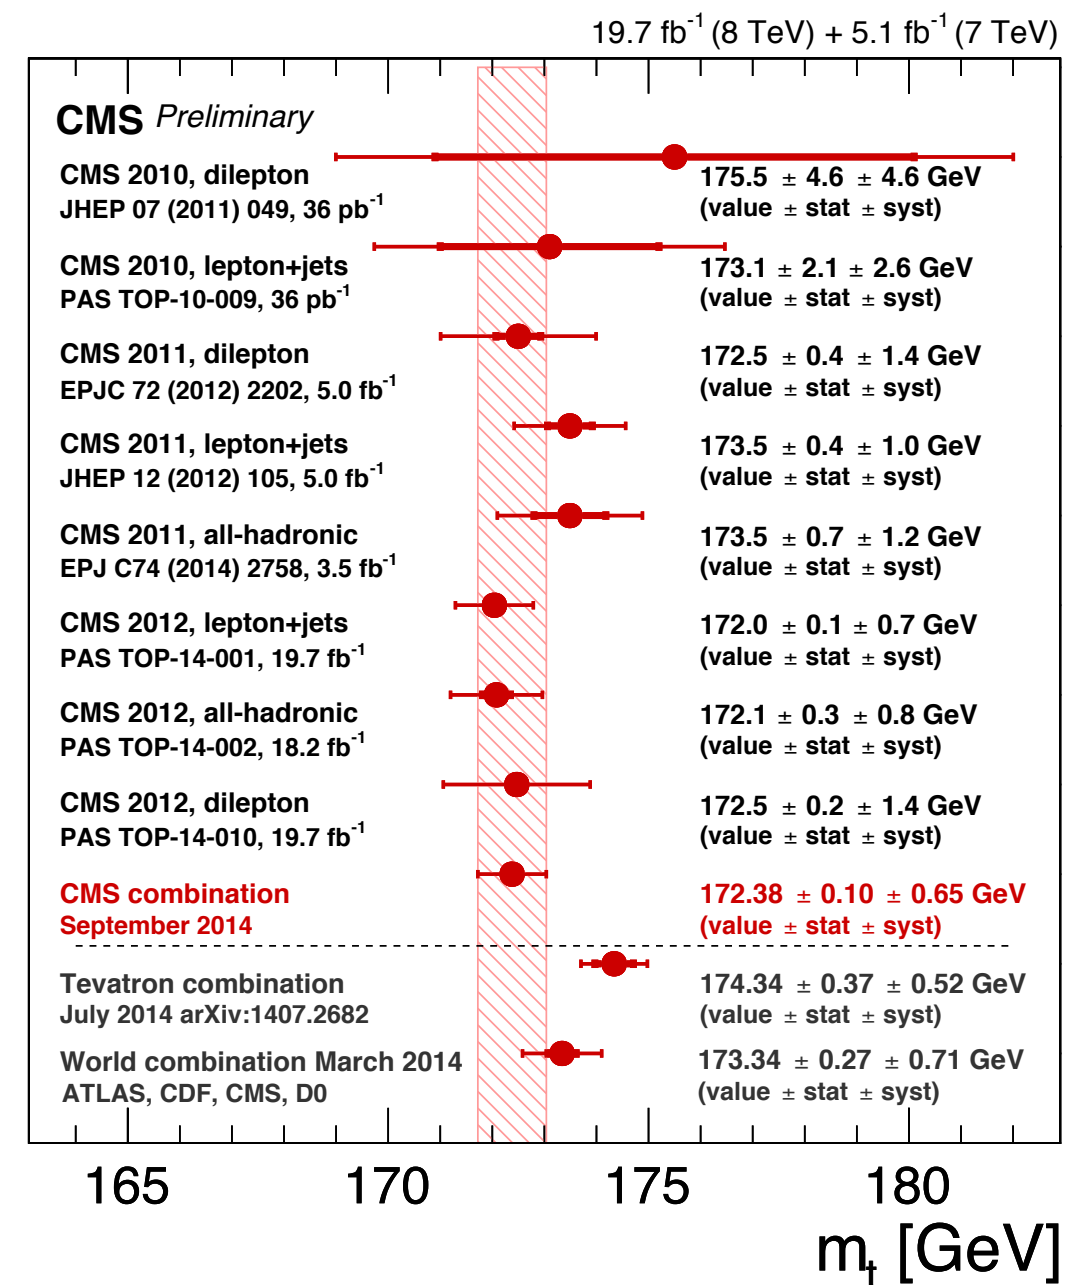 19.7 fb⁻¹ (8 TeV) + 5.1 fb⁻¹ (7 TeV)
CMS Preliminary
CMS 2010, dilepton
JHEP 07 (2011) 049, 36 pb⁻¹
175.5 ± 4.6 ± 4.6 GeV
(value ± stat ± syst)
CMS 2010, lepton+jets
PAS TOP-10-009, 36 pb⁻¹
173.1 ± 2.1 ± 2.6 GeV
(value ± stat ± syst)
CMS 2011, dilepton
EPJC 72 (2012) 2202, 5.0 fb⁻¹
172.5 ± 0.4 ± 1.4 GeV
(value ± stat ± syst)
CMS 2011, lepton+jets
JHEP 12 (2012) 105, 5.0 fb⁻¹
173.5 ± 0.4 ± 1.0 GeV
(value ± stat ± syst)
CMS 2011, all-hadronic
EPJ C74 (2014) 2758, 3.5 fb⁻¹
173.5 ± 0.7 ± 1.2 GeV
(value ± stat ± syst)
CMS 2012, lepton+jets
PAS TOP-14-001, 19.7 fb⁻¹
172.0 ± 0.1 ± 0.7 GeV
(value ± stat ± syst)
CMS 2012, all-hadronic
PAS TOP-14-002, 18.2 fb⁻¹
172.1 ± 0.3 ± 0.8 GeV
(value ± stat ± syst)
CMS 2012, dilepton
PAS TOP-14-010, 19.7 fb⁻¹
172.5 ± 0.2 ± 1.4 GeV
(value ± stat ± syst)
CMS combination
September 2014
172.38 ± 0.10 ± 0.65 GeV
(value ± stat ± syst)
Tevatron combination
July 2014 arXiv:1407.2682
174.34 ± 0.37 ± 0.52 GeV
(value ± stat ± syst)
World combination March 2014
ATLAS, CDF, CMS, D0
173.34 ± 0.27 ± 0.71 GeV
(value ± stat ± syst)
165 170 175 180
mₜ [GeV]